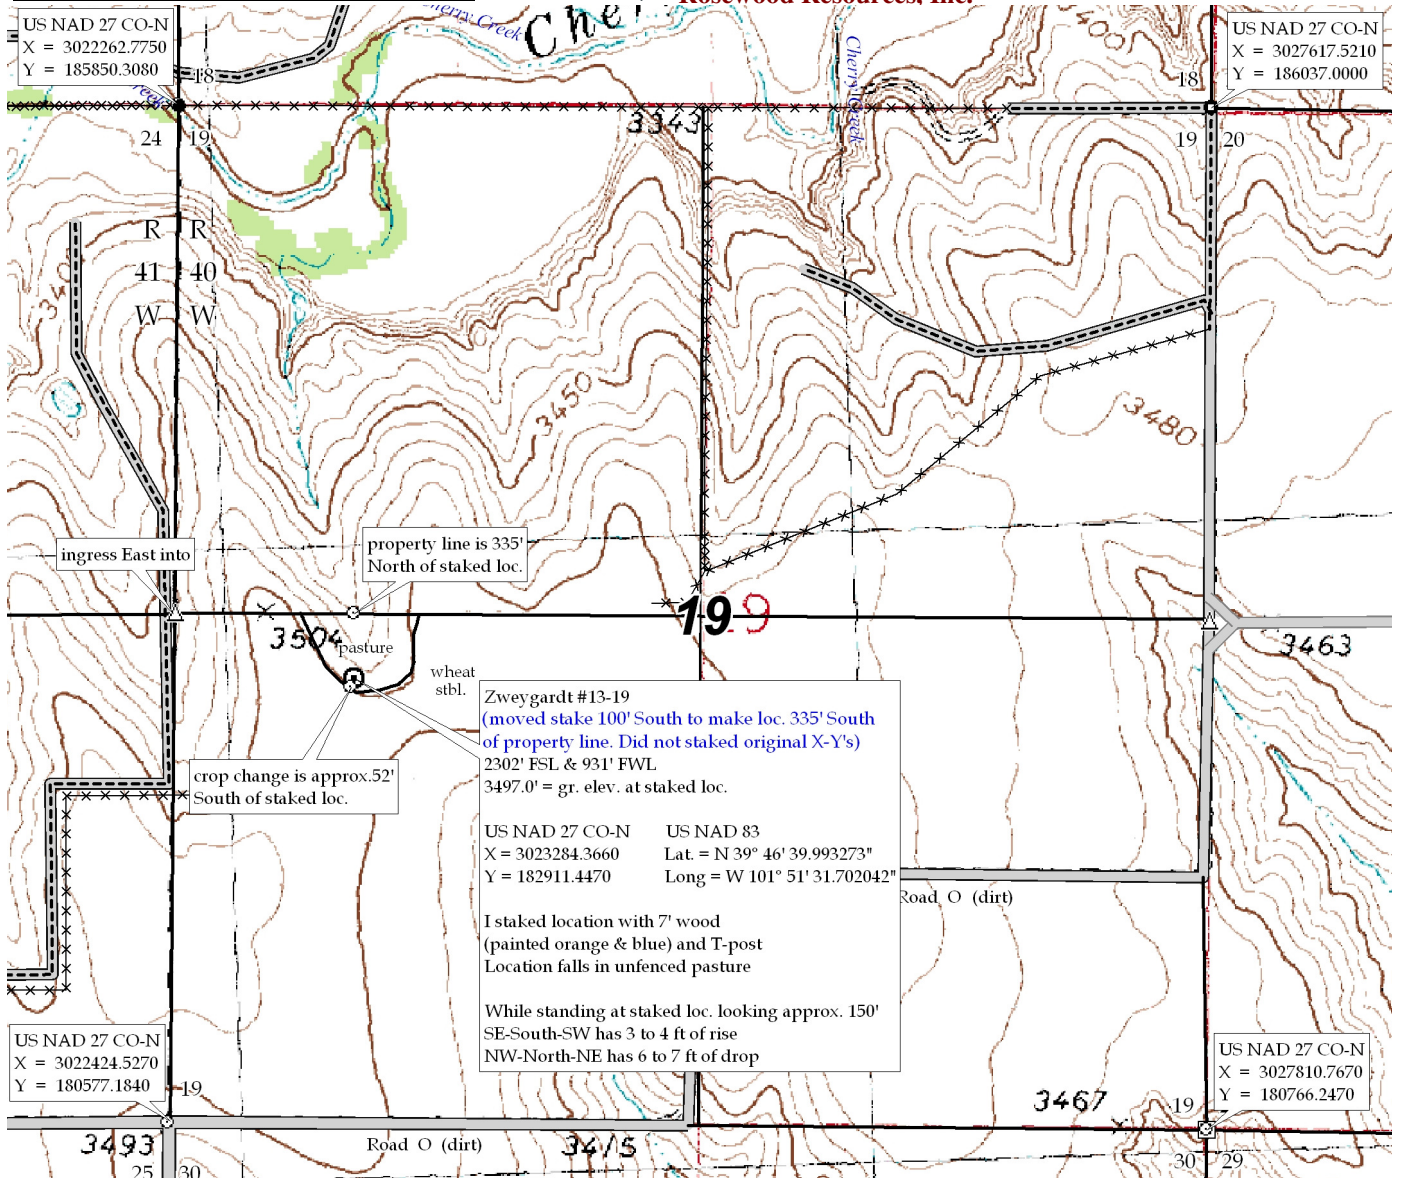 Rosewood Resources, Inc.
US NAD 27 CO-N
X = 3022262.7750
Y = 185850.3080
Cherry Creek
Che
US NAD 27 CO-N
X = 3027617.5210
Y = 186037.0000
18
18
Creek
Cherry Creek
3343
24 19
19 20
R R
41 40
W W
3450
3480
ingress East into
property line is 335'
North of staked loc.
19
19
3504
pasture
3463
wheat
stbl.
crop change is approx.52'
South of staked loc.
Zweygardt #13-19
(moved stake 100' South to make loc. 335' South
of property line. Did not staked original X-Y's)
2302' FSL & 931' FWL
3497.0' = gr. elev. at staked loc.
US NAD 27 CO-N US NAD 83
X = 3023284.3660 Lat. = N 39° 46' 39.993273"
Y = 182911.4470 Long = W 101° 51' 31.702042"
I staked location with 7' wood
(painted orange & blue) and T-post
Location falls in unfenced pasture
While standing at staked loc. looking approx. 150'
SE-South-SW has 3 to 4 ft of rise
NW-North-NE has 6 to 7 ft of drop
Road O (dirt)
US NAD 27 CO-N
X = 3022424.5270
Y = 180577.1840
19
US NAD 27 CO-N
X = 3027810.7670
Y = 180766.2470
3467
19
3493
Road O (dirt)
25 30
30 29